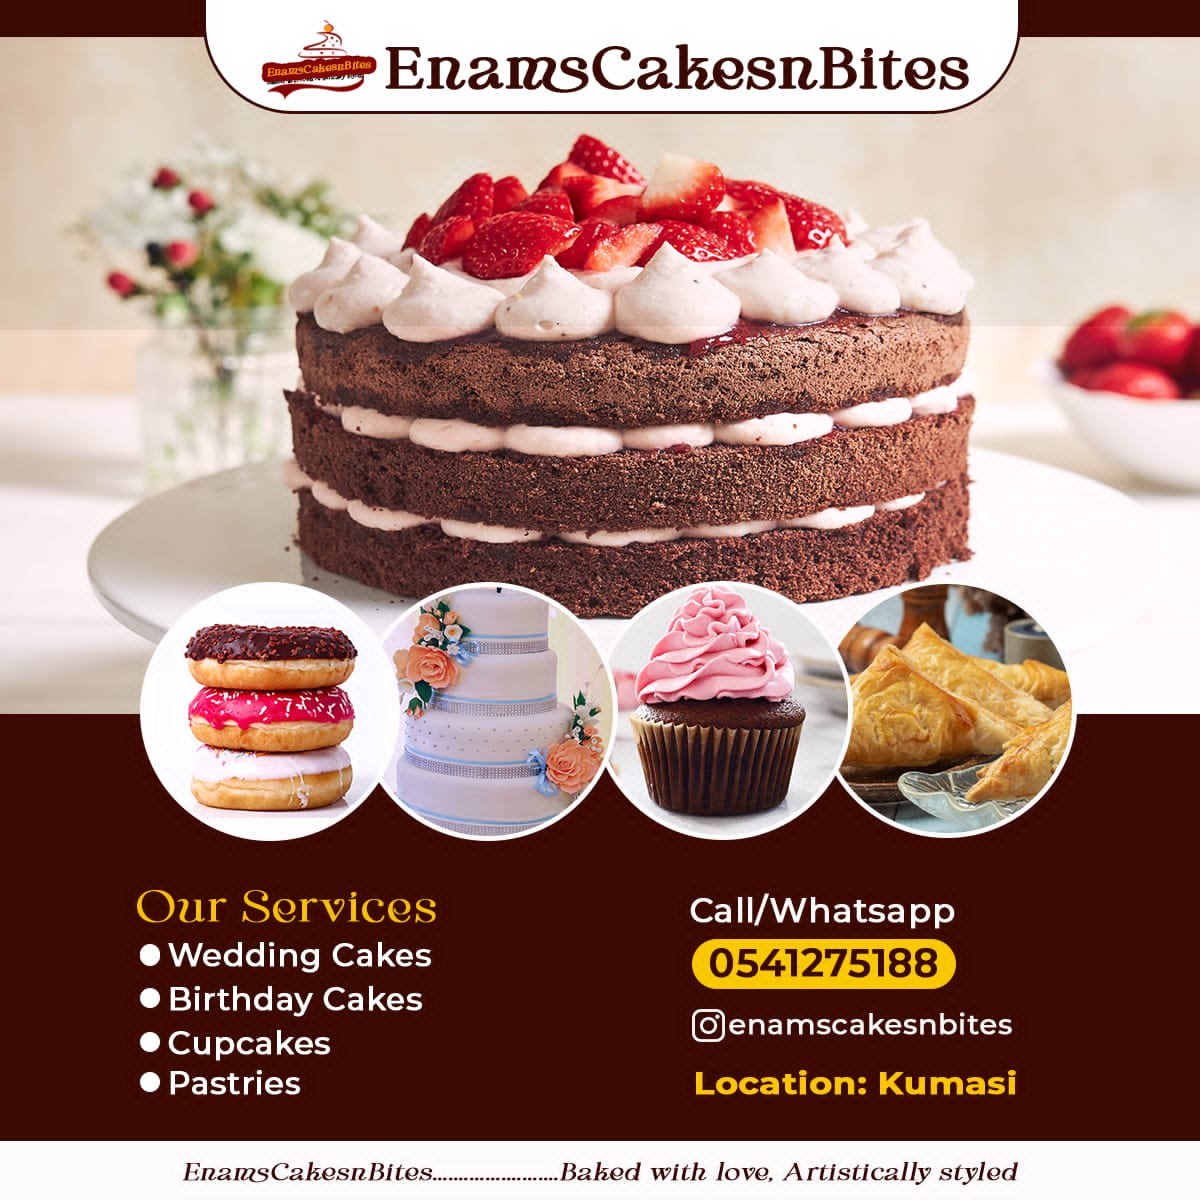 EnamsCakesnBites
EnamsCakesnBites
Our Services
Wedding Cakes
Birthday Cakes
Cupcakes
Pastries
Call/Whatsapp
0541275188
enamscakesnbites
Location: Kumasi
EnamsCakesnBites........................Baked with love, Artistically styled